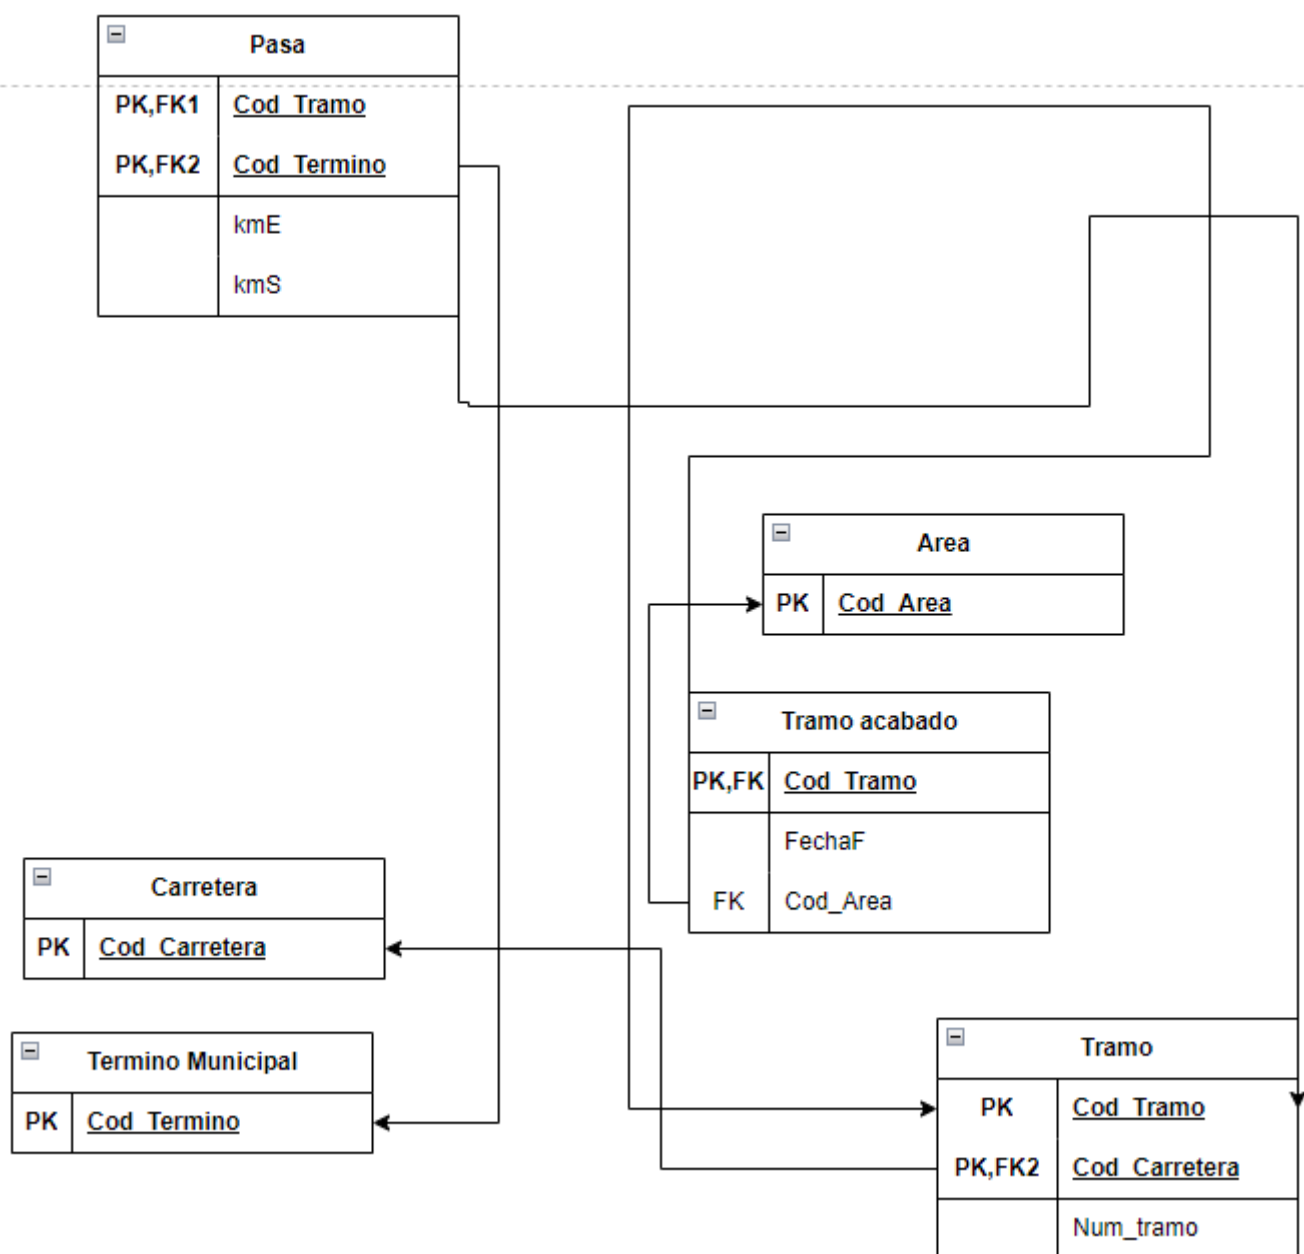 Pasa
PK,FK1 Cod_Tramo
PK,FK2 Cod_Termino
kmE
kmS
Area
PK Cod_Area
Tramo acabado
PK,FK Cod_Tramo
FechaF
FK Cod_Area
Carretera
PK Cod_Carretera
Termino Municipal
PK Cod_Termino
Tramo
PK Cod_Tramo
PK,FK2 Cod_Carretera
Num_tramo